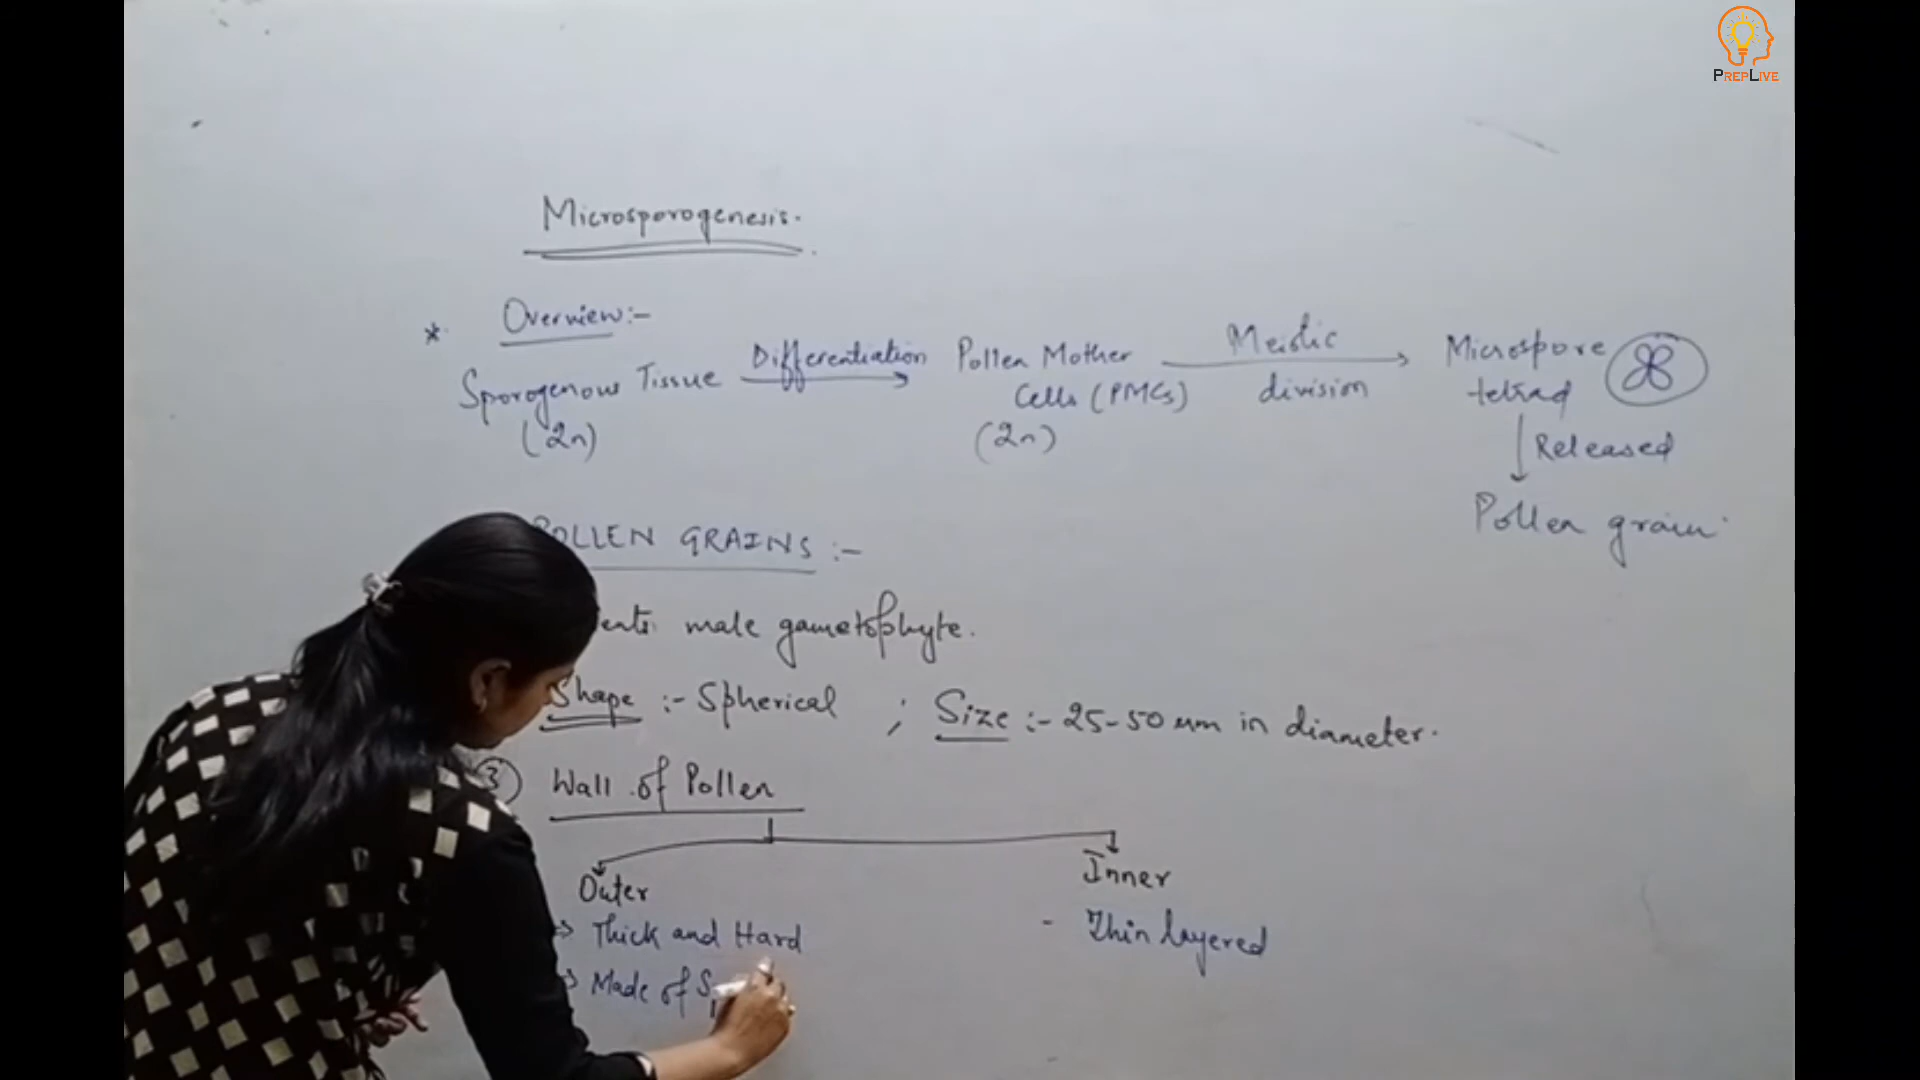 PREPLIVE
Microsporogenesis.
* Overview:-
Sporogenous Tissue Differentiation Pollen Mother Meiotic Microspore
Cells (PMCs) division tetrad
(2n) (2n) Released
Pollen grain
POLLEN GRAINS :-
male gametophyte.
Shape :- Spherical ; Size :- 25-50 μm in diameter.
3 Wall of Pollen
Outer Inner
Thick and Hard - Thin layered
Made of Sp